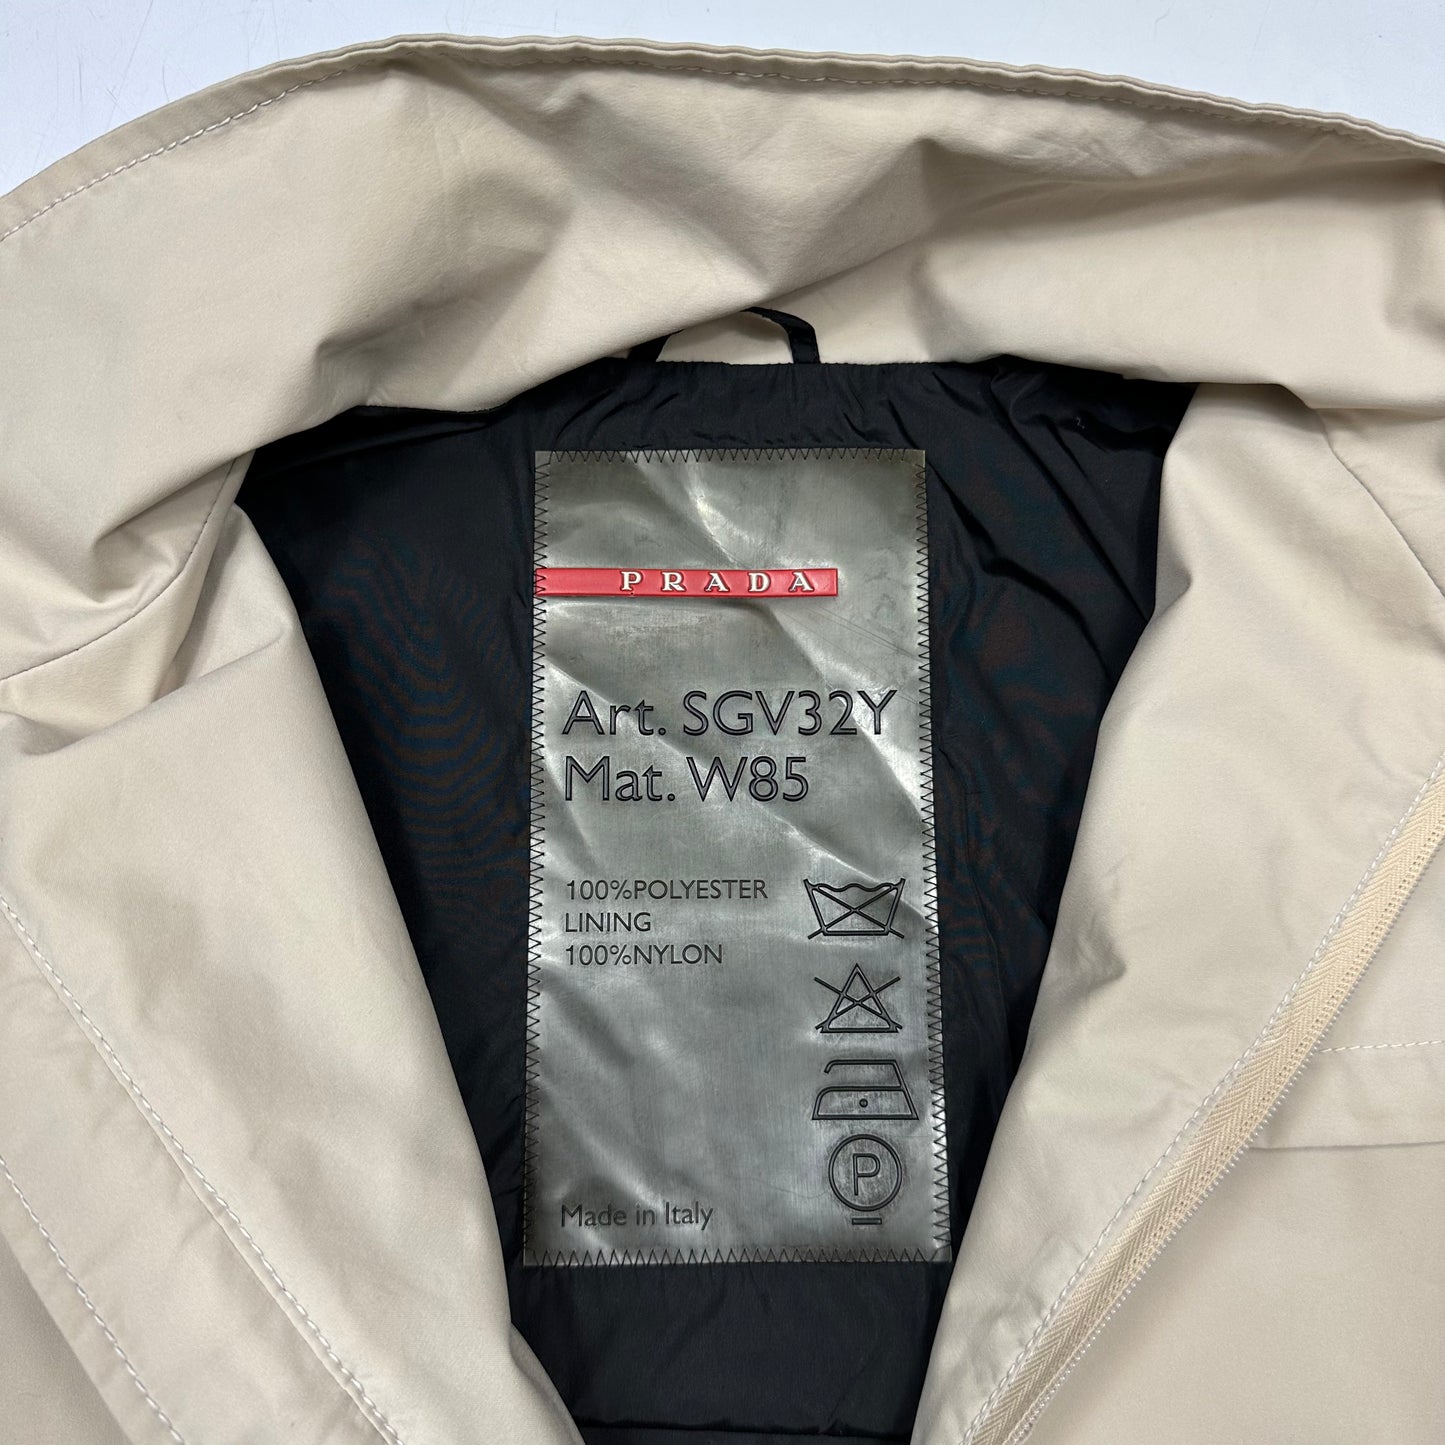 PRADA
Art. SGV32Y
Mat. W85
100%POLYESTER
LINING
100%NYLON
P
Made in Italy